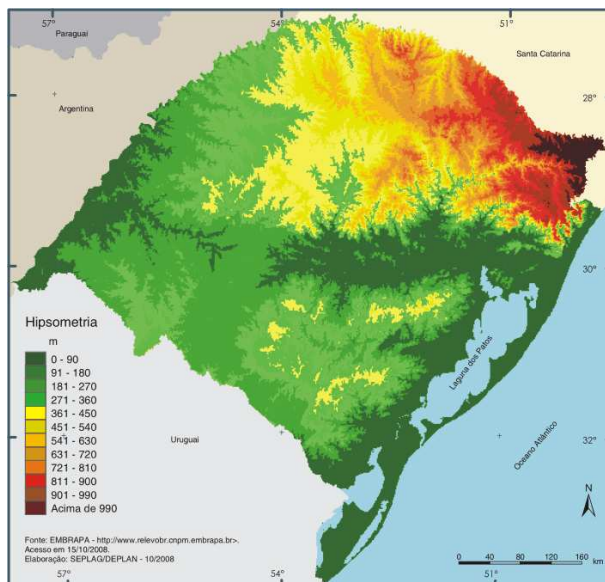 57°
54°
51°
Paraguai
Santa Catarina
Argentina
28°
30°
Hipsometria
m
0 - 90
91 - 180
181 - 270
271 - 360
361 - 450
451 - 540
541 - 630
631 - 720
721 - 810
811 - 900
901 - 990
Acima de 990
Laguna dos Patos
Oceano Atlântico
Uruguai
32°
N
Fonte: EMBRAPA - http://www.relevobr.cnpm.embrapa.br>.
Acesso em 15/10/2008.
Elaboração: SEPLAG/DEPLAN - 10/2008
0 40 80 120 160
km
57°
54°
51°